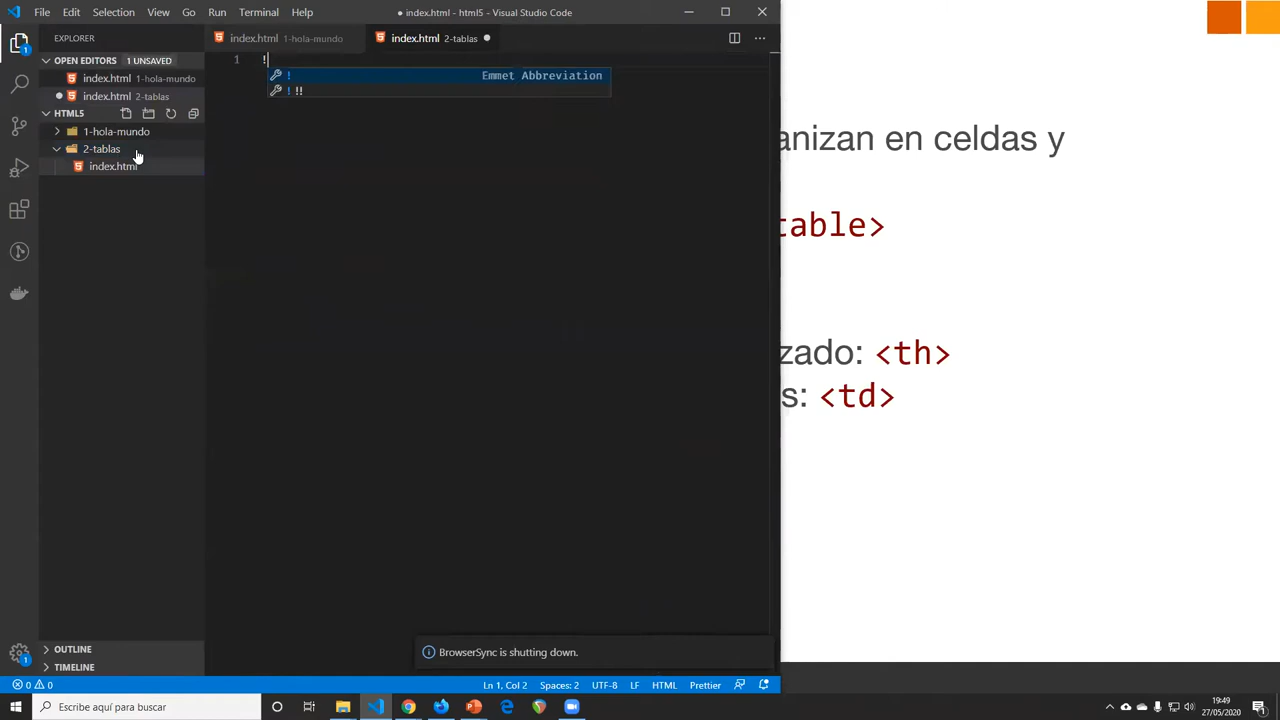 File Edit Selection View Go Run Terminal Help
● index.html - html5 - Visual Studio Code
EXPLORER
index.html 1-hola-mundo
index.html 2-tablas
OPEN EDITORS 1 UNSAVED
index.html 1-hola-mundo
index.html 2-tablas
HTML5
1-hola-mundo
2-tablas
index.html
OUTLINE
TIMELINE
1 !
! Emmet Abbreviation
! !!
BrowserSync is shutting down.
anizan en celdas y
table>
zado: <th>
s: <td>
0 0
Ln 1, Col 2 Spaces: 2 UTF-8 LF HTML Prettier
Escribe aquí para buscar
19:49
27/05/2020